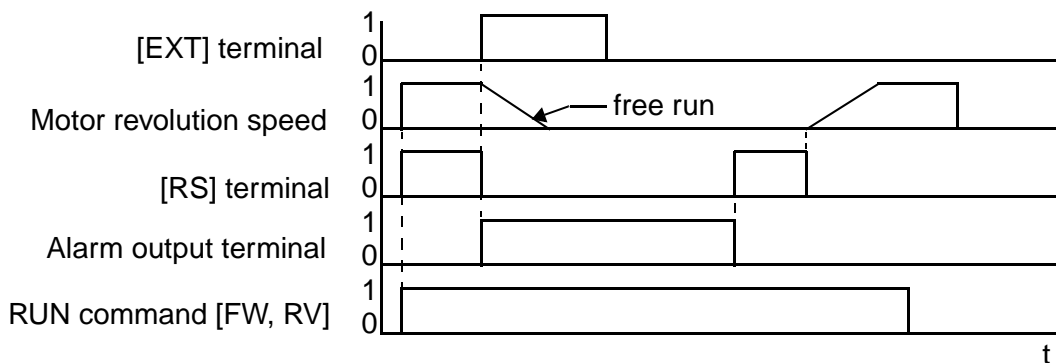 [EXT] terminal 1 0
Motor revolution speed 1 0 free run
[RS] terminal 1 0
Alarm output terminal 1 0
RUN command [FW, RV] 1 0
t